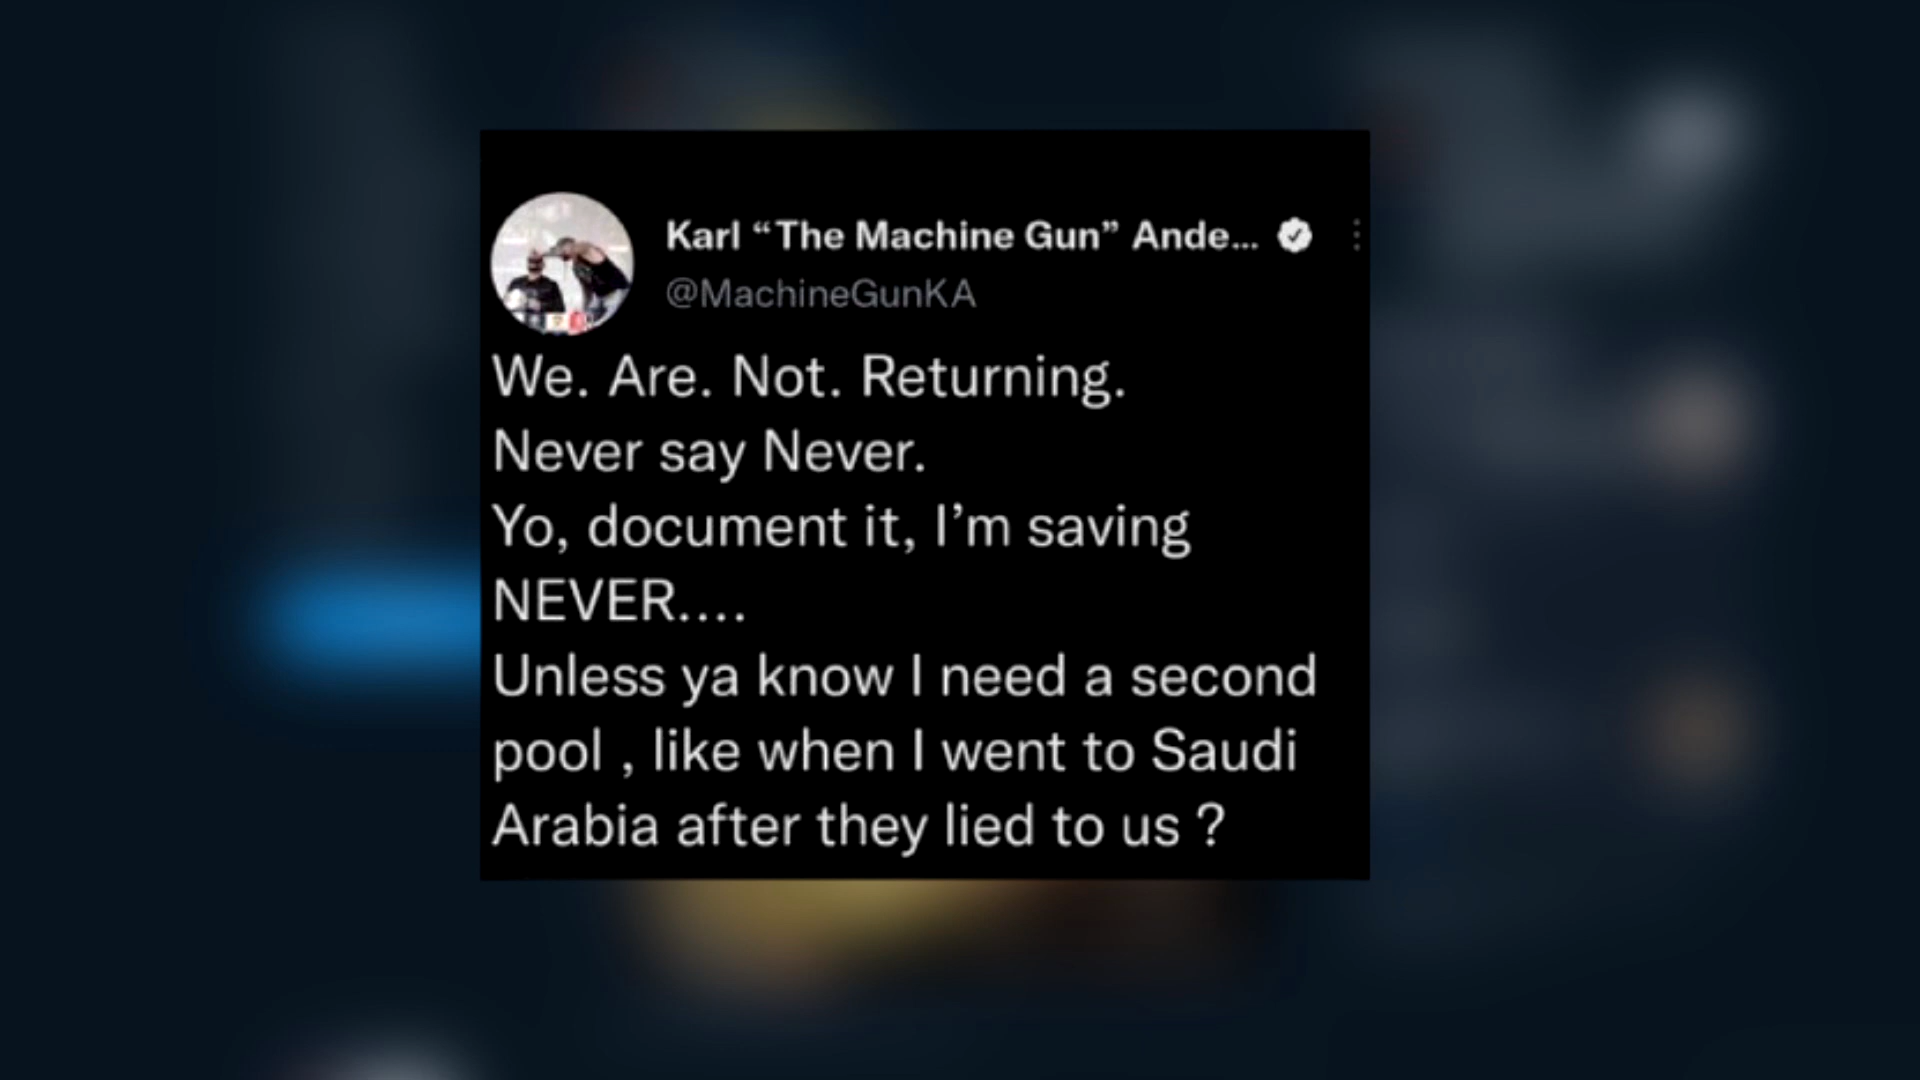 Karl “The Machine Gun” Ande...
@MachineGunKA
We. Are. Not. Returning.
Never say Never.
Yo, document it, I’m saving
NEVER....
Unless ya know I need a second
pool , like when I went to Saudi
Arabia after they lied to us ?